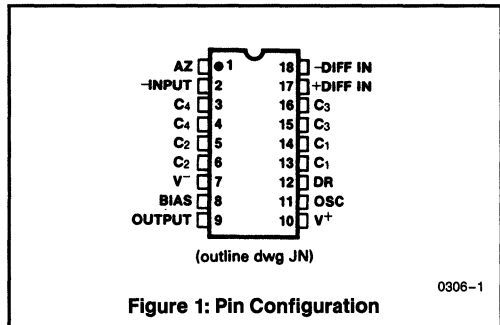 AZ 1 18 −DIFF IN
−INPUT 2 17 +DIFF IN
C4 3 16 C3
C4 4 15 C3
C2 5 14 C1
C2 6 13 C1
V− 7 12 DR
BIAS 8 11 OSC
OUTPUT 9 10 V+
(outline dwg JN)
0306–1
Figure 1: Pin Configuration